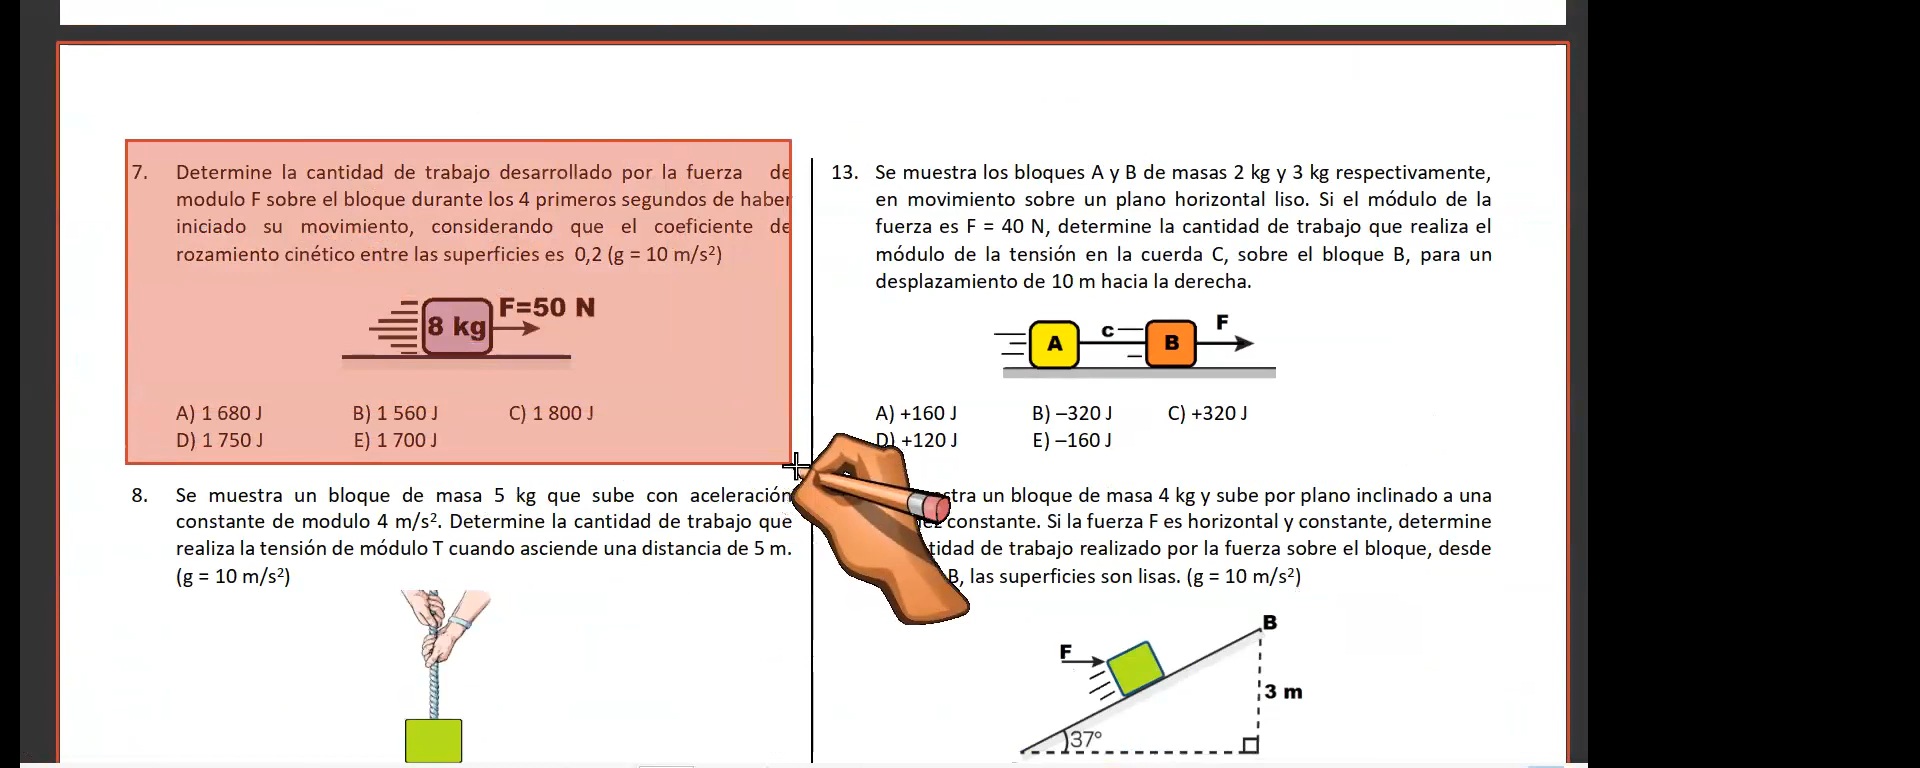 7. Determine la cantidad de trabajo desarrollado por la fuerza de
modulo F sobre el bloque durante los 4 primeros segundos de haber
iniciado su movimiento, considerando que el coeficiente de
rozamiento cinético entre las superficies es 0,2 (g = 10 m/s²)
F=50 N
8 kg
A) 1 680 J B) 1 560 J C) 1 800 J
D) 1 750 J E) 1 700 J
8. Se muestra un bloque de masa 5 kg que sube con aceleración
constante de modulo 4 m/s². Determine la cantidad de trabajo que
realiza la tensión de módulo T cuando asciende una distancia de 5 m.
(g = 10 m/s²)
13. Se muestra los bloques A y B de masas 2 kg y 3 kg respectivamente,
en movimiento sobre un plano horizontal liso. Si el módulo de la
fuerza es F = 40 N, determine la cantidad de trabajo que realiza el
módulo de la tensión en la cuerda C, sobre el bloque B, para un
desplazamiento de 10 m hacia la derecha.
A c B F
A) +160 J B) –320 J C) +320 J
D) +120 J E) –160 J
un bloque de masa 4 kg y sube por plano inclinado a una
constante. Si la fuerza F es horizontal y constante, determine
de trabajo realizado por la fuerza sobre el bloque, desde
B, las superficies son lisas. (g = 10 m/s²)
B
F
3 m
37°